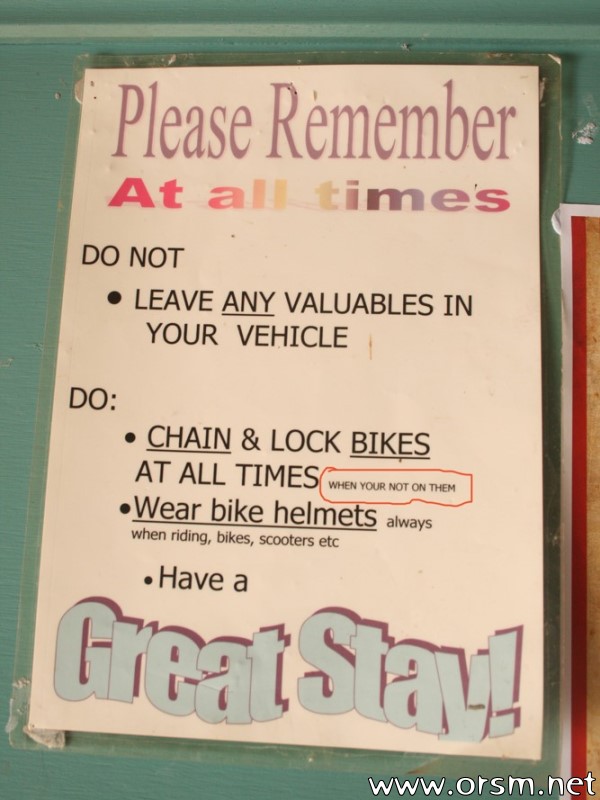 Please Remember
At all times
DO NOT
• LEAVE ANY VALUABLES IN
YOUR VEHICLE
DO:
• CHAIN & LOCK BIKES
AT ALL TIMES WHEN YOUR NOT ON THEM
• Wear bike helmets always
when riding, bikes, scooters etc
• Have a
Great Stay!
www.orsm.net